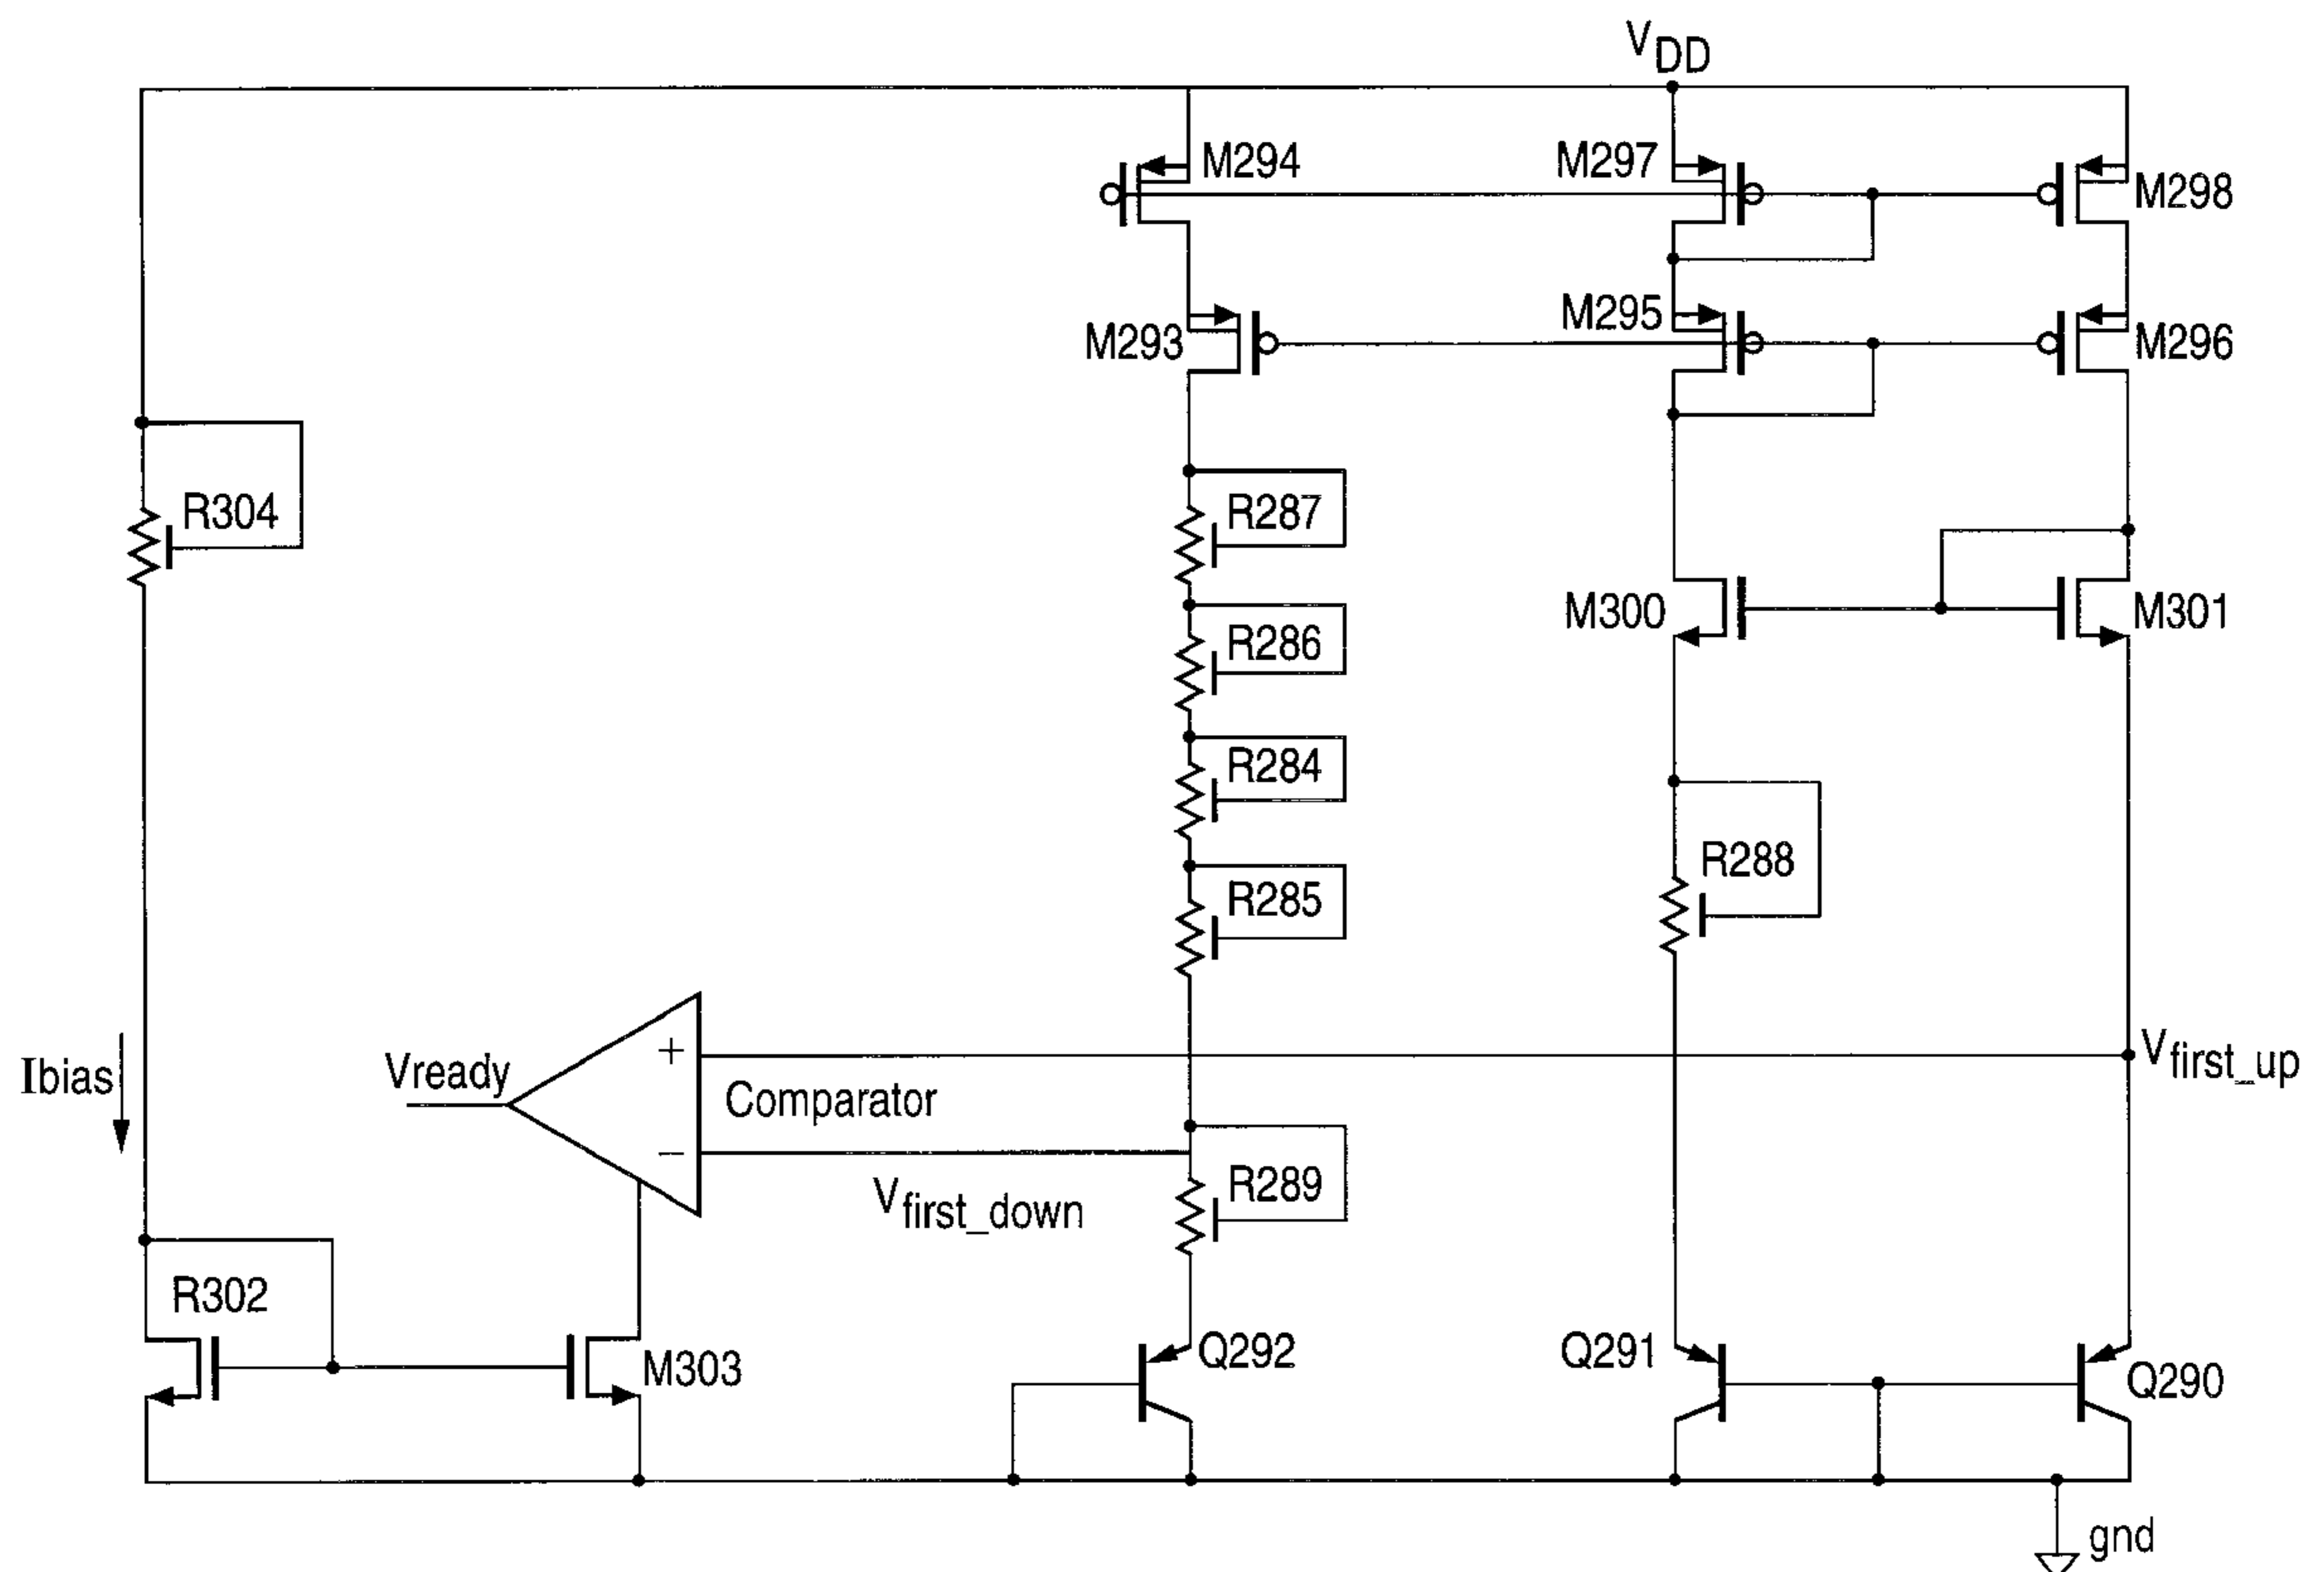 VDD
M294
M297
M298
M293
M295
M296
R304
R287
R286
M300
M301
R284
R288
R285
Ibias
Vready
+
Comparator
−
Vfirst_up
Vfirst_down
R289
R302
M303
Q292
Q291
Q290
gnd